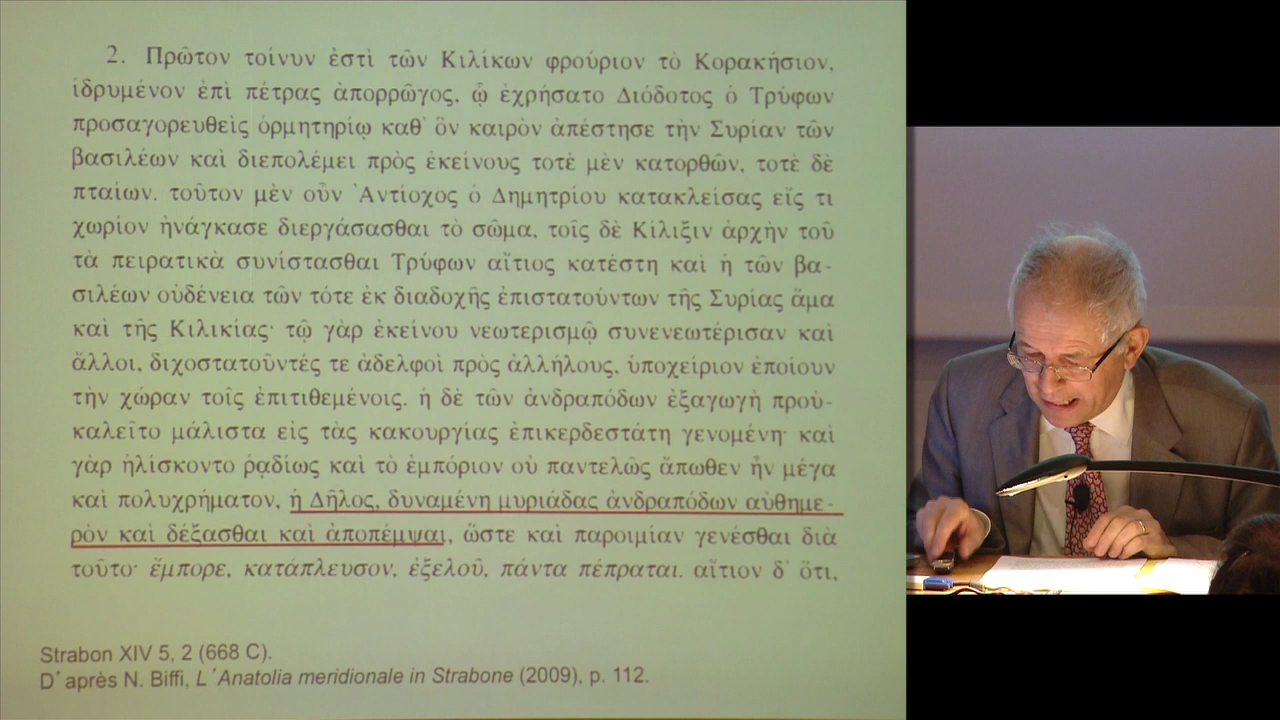 2. Πρῶτον τοίνυν ἐστὶ τῶν Κιλίκων φρούριον τὸ Κορακήσιον,
ἱδρυμένον ἐπὶ πέτρας ἀπορρῶγος, ᾧ ἐχρήσατο Διόδοτος ὁ Τρύφων
προσαγορευθεὶς ὁρμητηρίῳ καθ᾽ ὃν καιρὸν ἀπέστησε τὴν Συρίαν τῶν
βασιλέων καὶ διεπολέμει πρὸς ἐκείνους τοτὲ μὲν κατορθῶν, τοτὲ δὲ
πταίων. τοῦτον μὲν οὖν Ἀντίοχος ὁ Δημητρίου κατακλείσας εἴς τι
χωρίον ἠνάγκασε διεργάσασθαι τὸ σῶμα, τοῖς δὲ Κίλιξιν ἀρχὴν τοῦ
τὰ πειρατικὰ συνίστασθαι Τρύφων αἴτιος κατέστη καὶ ἡ τῶν βα-
σιλέων οὐδένεια τῶν τότε ἐκ διαδοχῆς ἐπιστατούντων τῆς Συρίας ἅμα
καὶ τῆς Κιλικίας· τῷ γὰρ ἐκείνου νεωτερισμῷ συνενεωτέρισαν καὶ
ἄλλοι, διχοστατοῦντές τε ἀδελφοὶ πρὸς ἀλλήλους, ὑποχείριον ἐποίουν
τὴν χώραν τοῖς ἐπιτιθεμένοις. ἡ δὲ τῶν ἀνδραπόδων ἐξαγωγὴ προὐ-
καλεῖτο μάλιστα εἰς τὰς κακουργίας ἐπικερδεστάτη γενομένη· καὶ
γὰρ ἡλίσκοντο ῥᾳδίως καὶ τὸ ἐμπόριον οὐ παντελῶς ἄπωθεν ἦν μέγα
καὶ πολυχρήματον, ἡ Δῆλος, δυναμένη μυριάδας ἀνδραπόδων αὐθημε-
ρὸν καὶ δέξασθαι καὶ ἀποπέμψαι, ὥστε καὶ παροιμίαν γενέσθαι διὰ
τοῦτο· ἔμπορε, κατάπλευσον, ἐξελοῦ, πάντα πέπραται. αἴτιον δ᾽ ὅτι,
Strabon XIV 5, 2 (668 C).
D᾽après N. Biffi, L᾽Anatolia meridionale in Strabone (2009), p. 112.